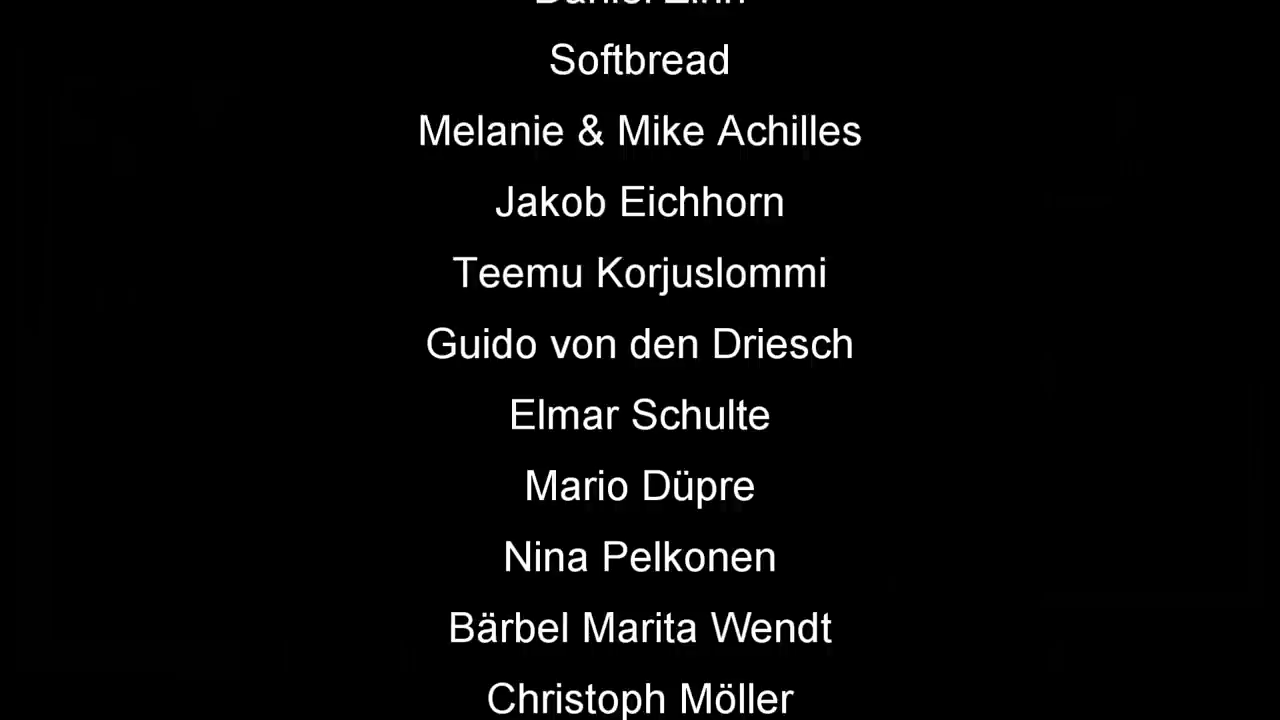 Softbread
Melanie & Mike Achilles
Jakob Eichhorn
Teemu Korjuslommi
Guido von den Driesch
Elmar Schulte
Mario Düpre
Nina Pelkonen
Bärbel Marita Wendt
Christoph Möller